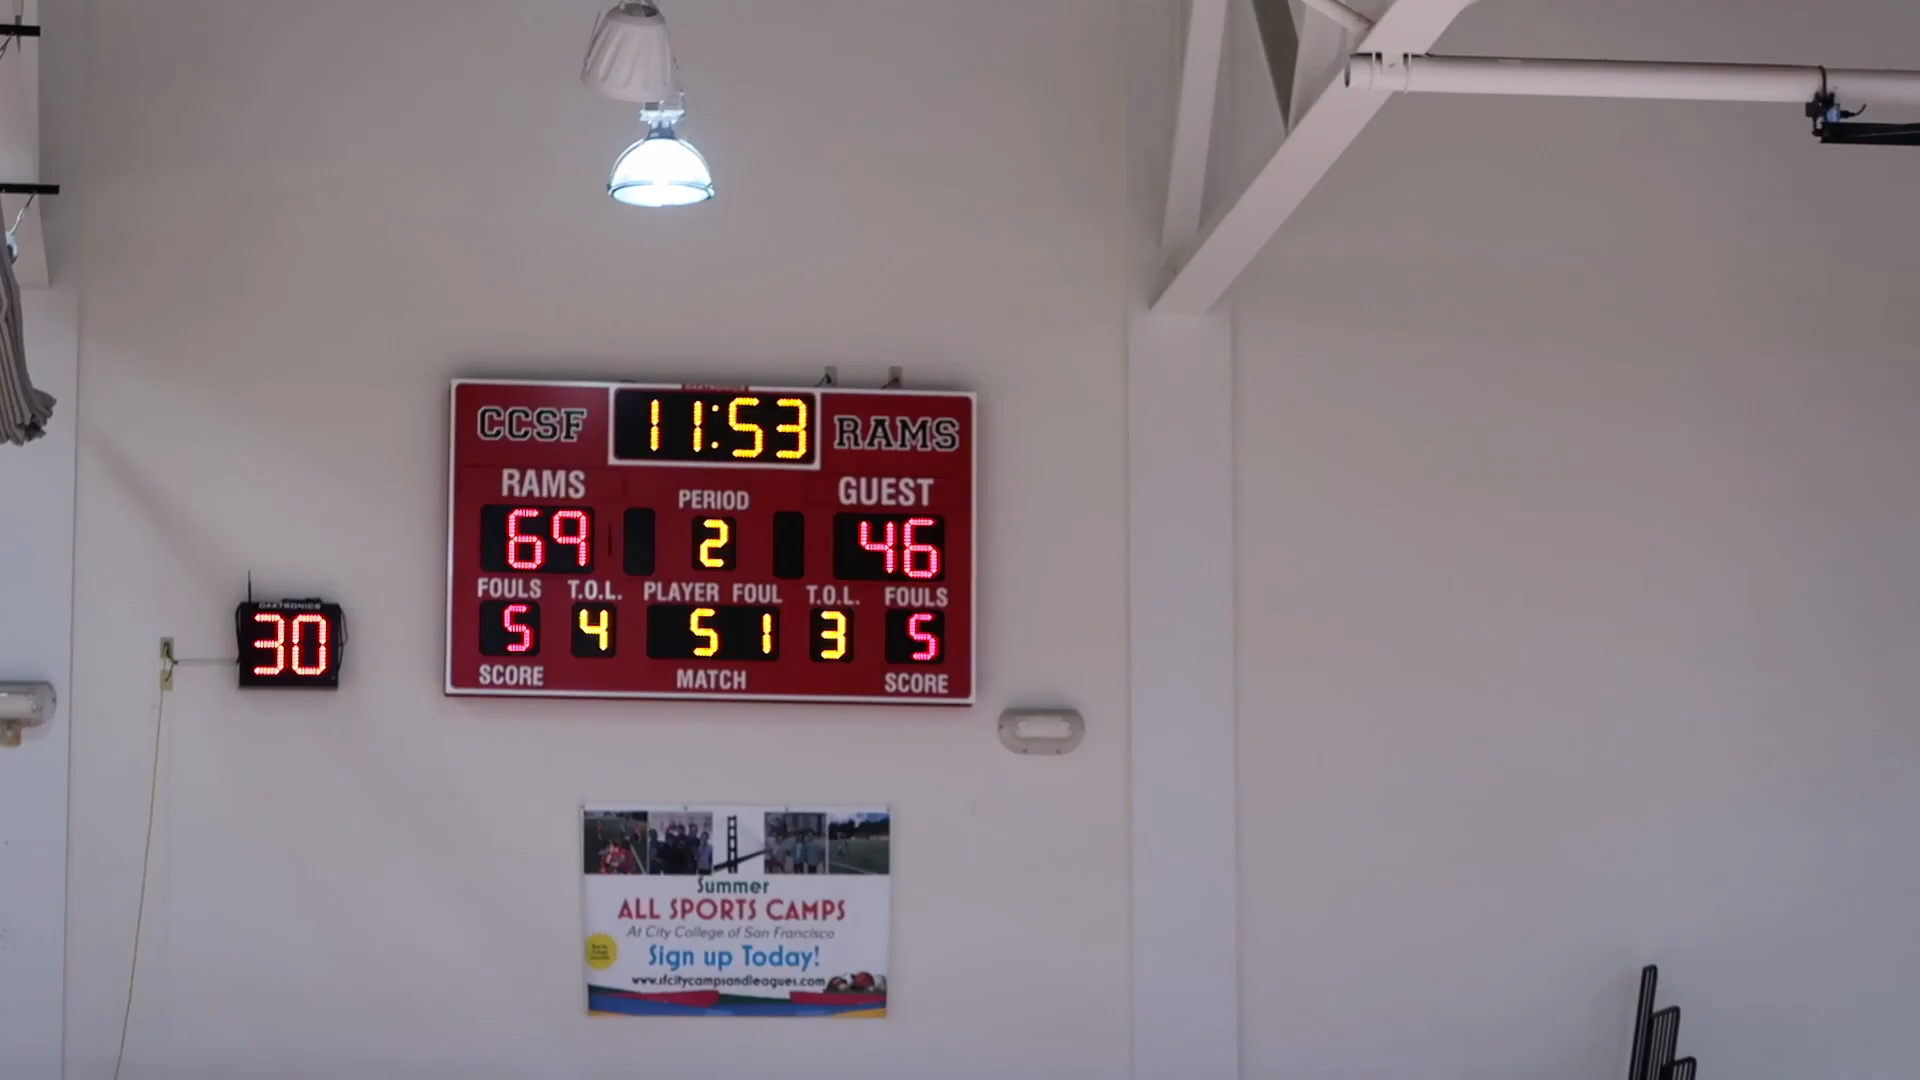 DAKTRONICS
CCSF 11:53 RAMS
RAMS PERIOD GUEST
69 2 46
FOULS T.O.L. PLAYER FOUL T.O.L. FOULS
5 4 5 1 3 5
SCORE MATCH SCORE
DAKTRONICS
30
Summer
ALL SPORTS CAMPS
At City College of San Francisco
Sign up Today!
www.sfcitycampsandleagues.com